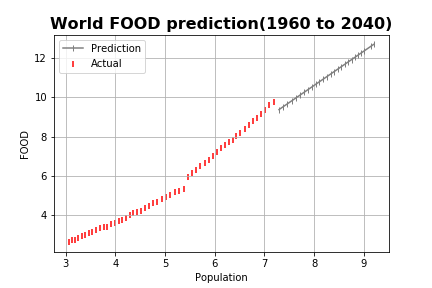 World FOOD prediction(1960 to 2040)
Prediction
Actual
12
10
8
6
4
FOOD
3 4 5 6 7 8 9
Population